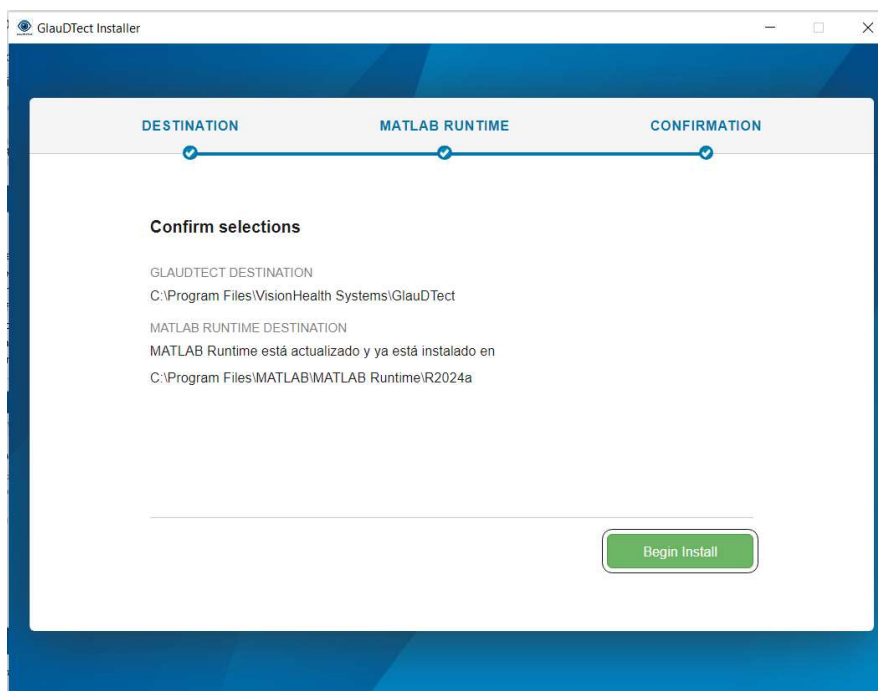 GlauDTect Installer
DESTINATION MATLAB RUNTIME CONFIRMATION
Confirm selections
GLAUDTECT DESTINATION
C:\Program Files\VisionHealth Systems\GlauDTect
MATLAB RUNTIME DESTINATION
MATLAB Runtime está actualizado y ya está instalado en
C:\Program Files\MATLAB\MATLAB Runtime\R2024a
Begin Install